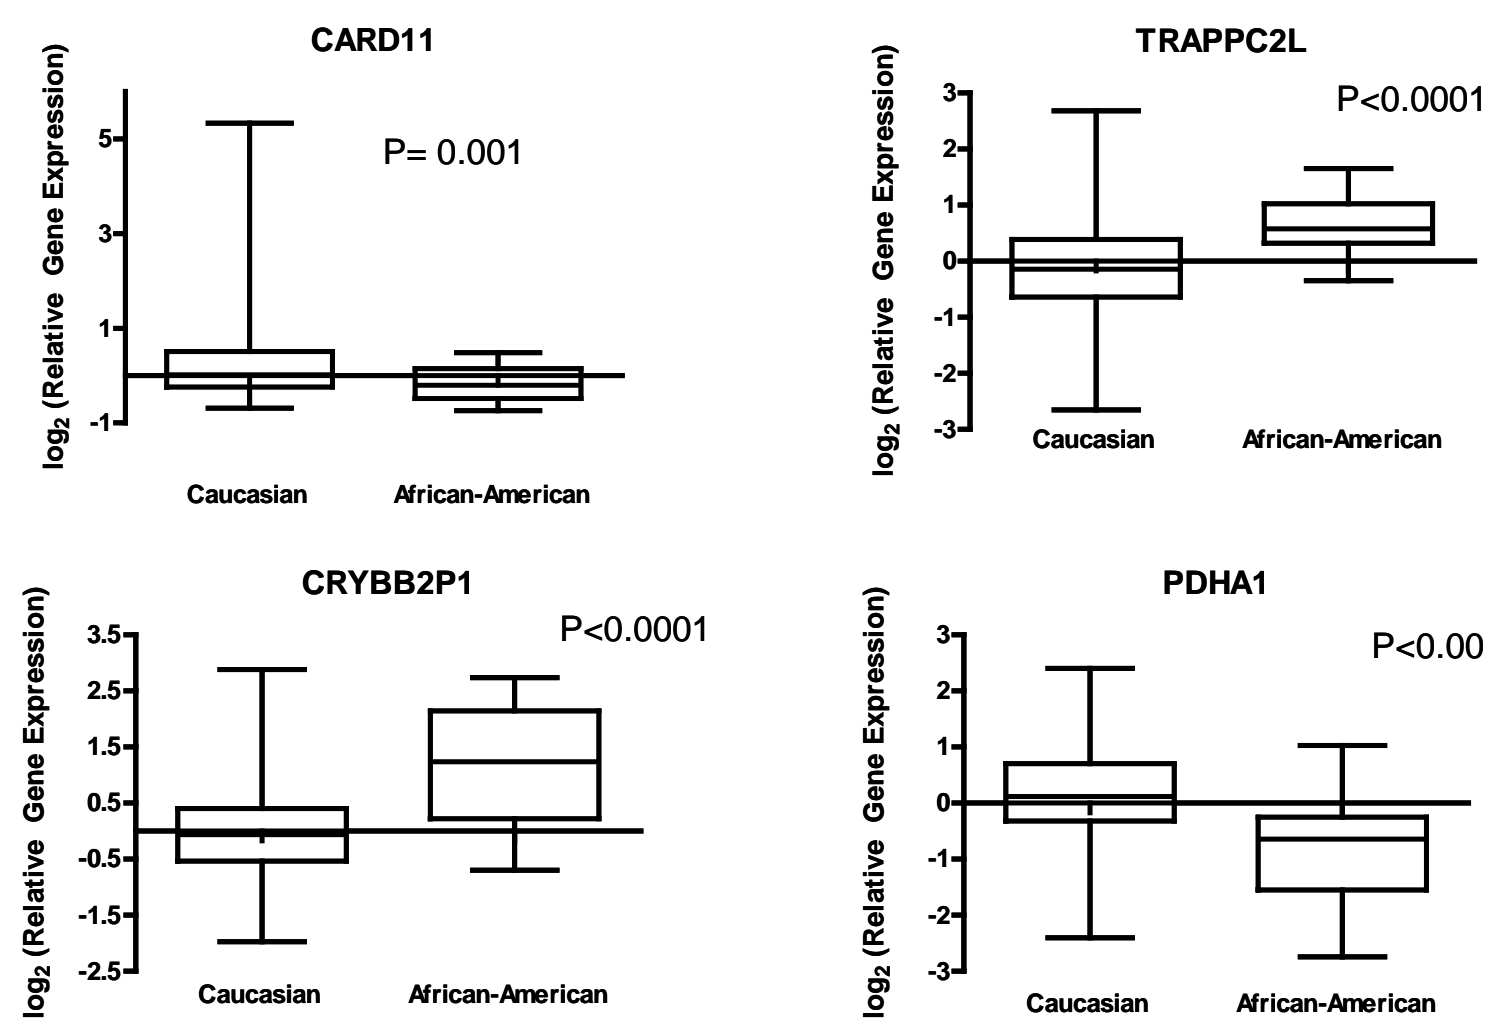 CARD11
log2 (Relative Gene Expression)
P= 0.001
5
3
1
-1
Caucasian African-American
TRAPPC2L
log2 (Relative Gene Expression)
P<0.0001
3
2
1
0
-1
-2
-3
Caucasian African-American
CRYBB2P1
log2 (Relative Gene Expression)
P<0.0001
3.5
2.5
1.5
0.5
-0.5
-1.5
-2.5
Caucasian African-American
PDHA1
log2 (Relative Gene Expression)
P<0.00
3
2
1
0
-1
-2
-3
Caucasian African-American